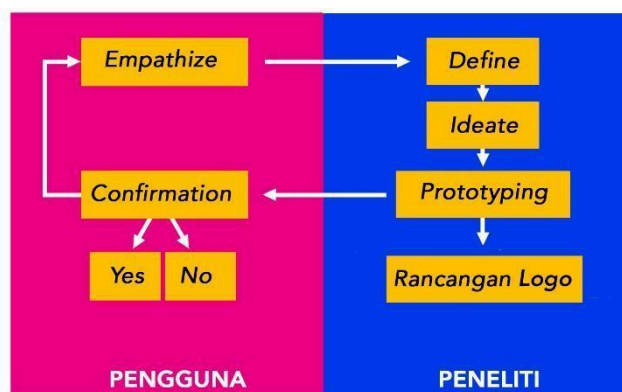 Empathize
Define
Ideate
Confirmation
Prototyping
Yes
No
Rancangan Logo
PENGGUNA
PENELITI